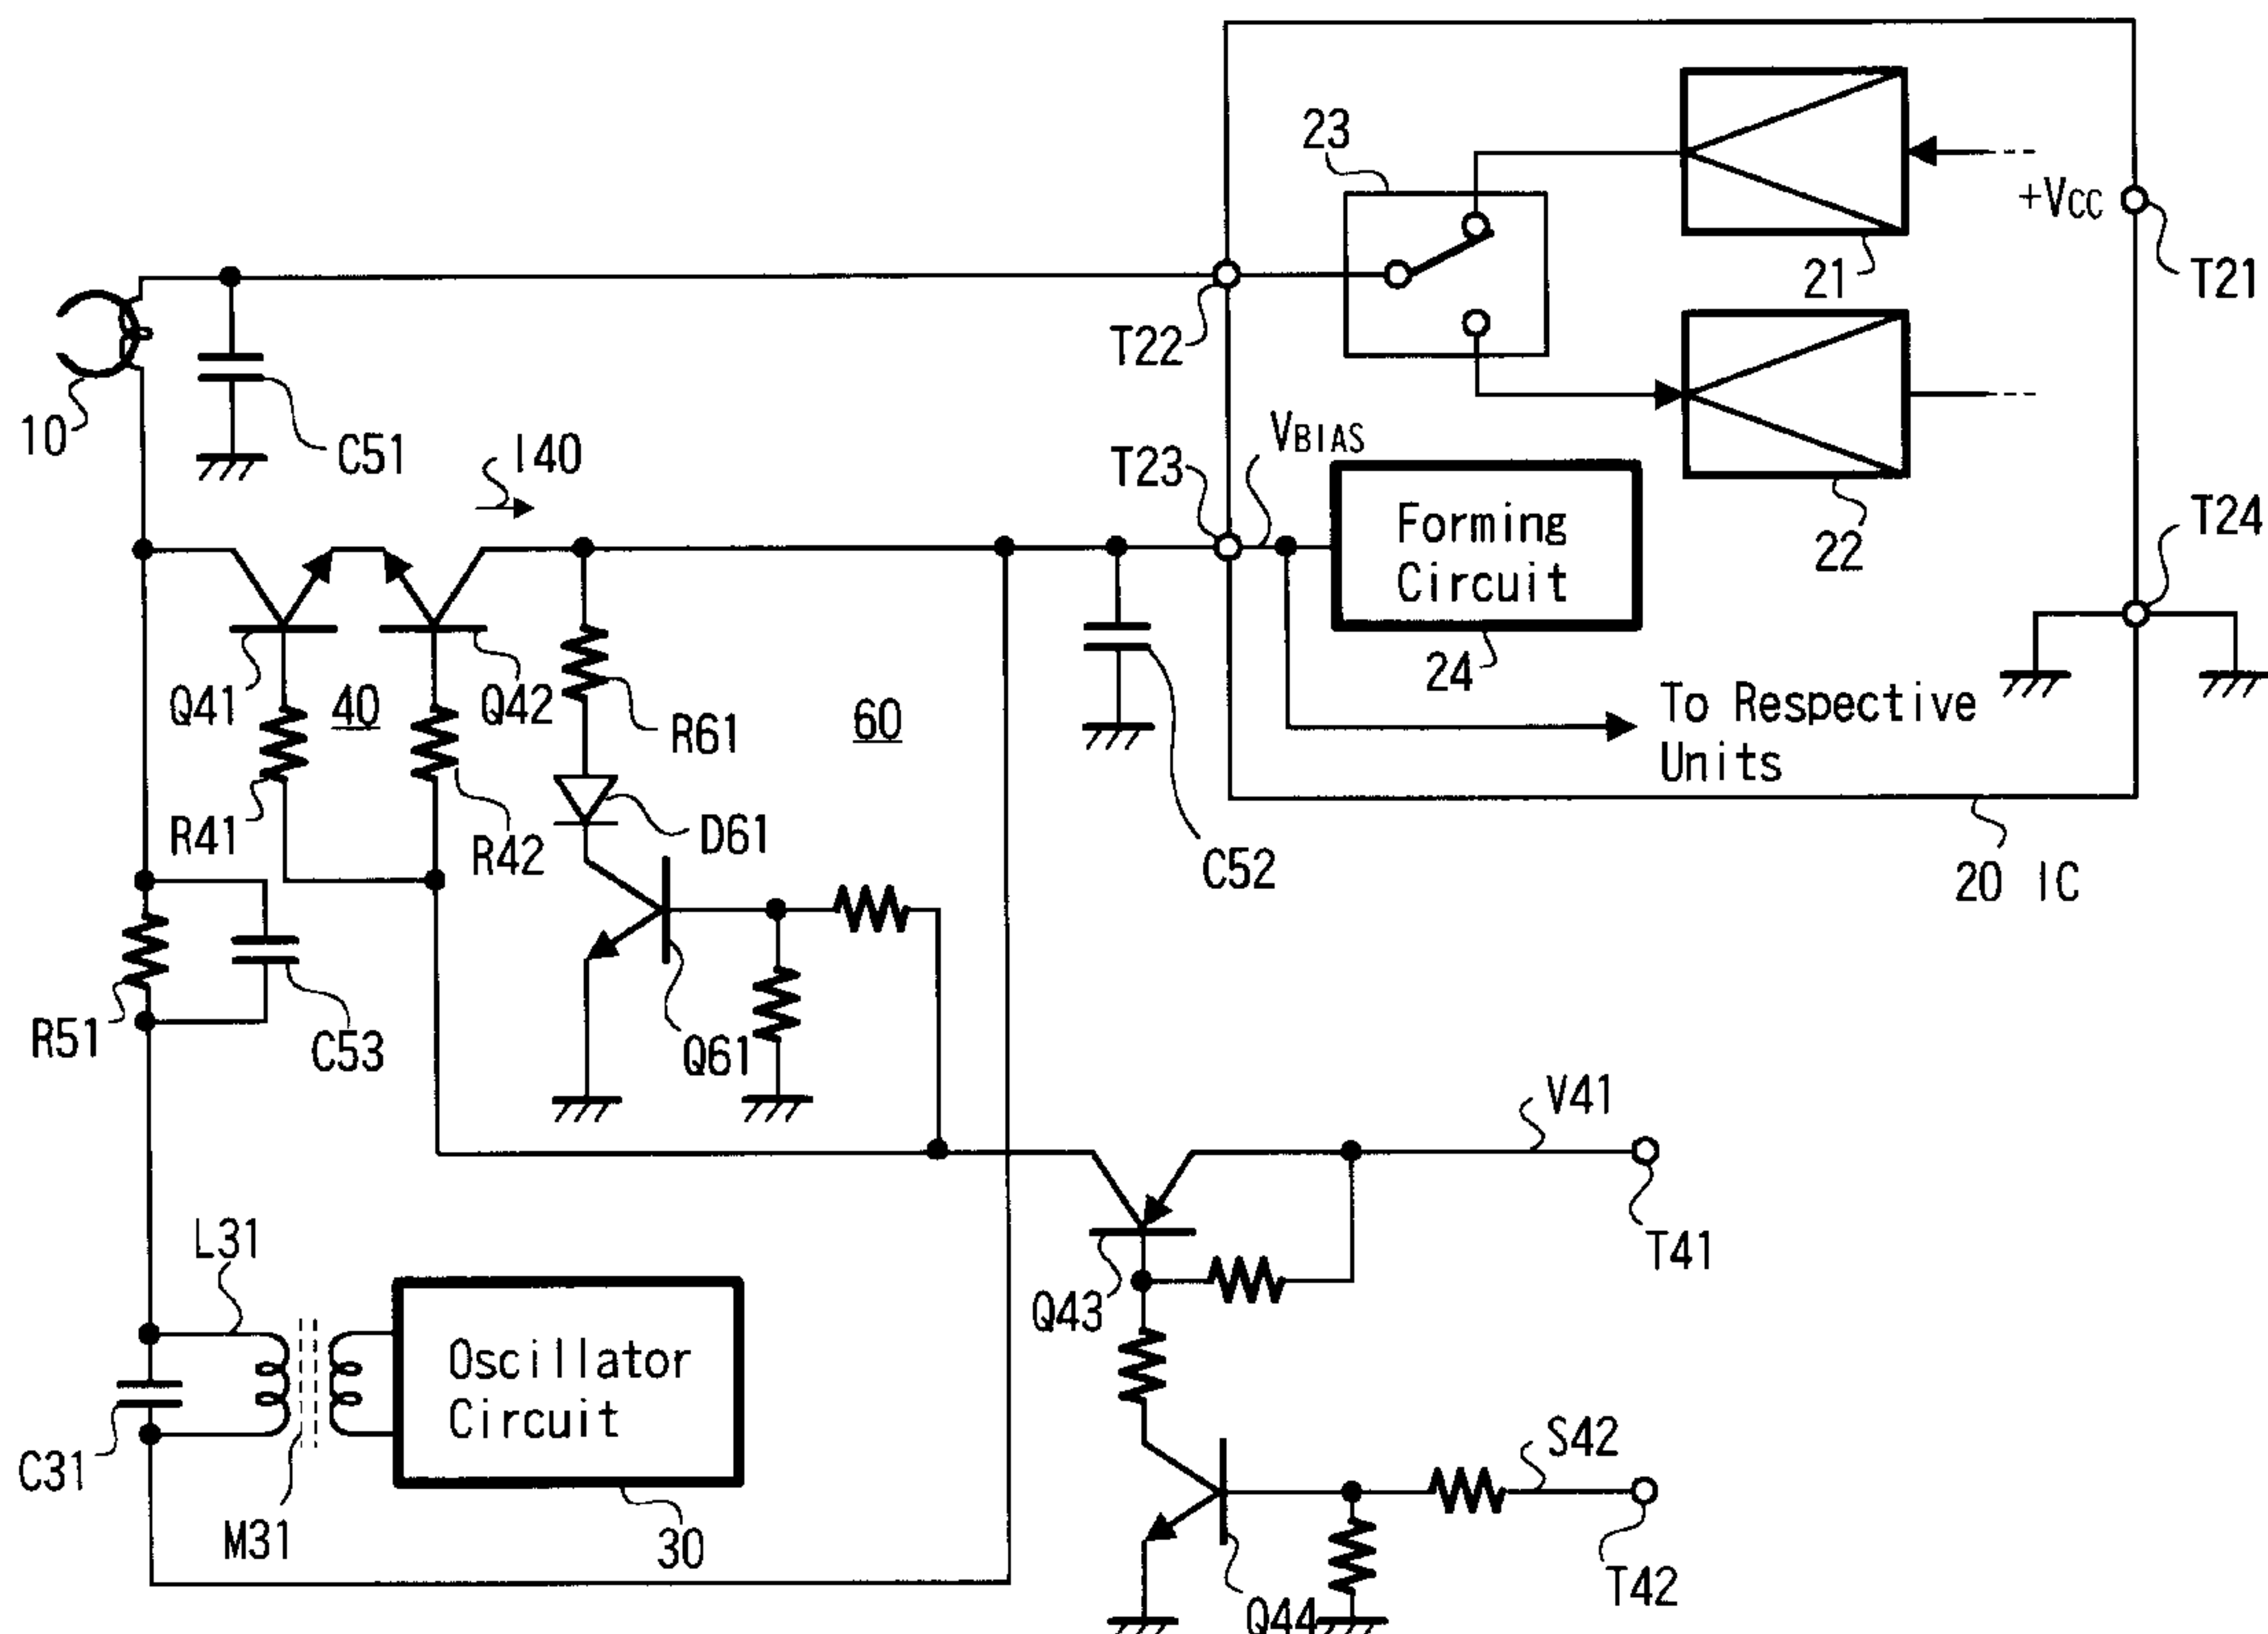 23
+VCC
21
T21
T22
10
C51
I40
T23
VBIAS
Forming
Circuit
22
T24
24
Q41
40
Q42
R61
60
To Respective
Units
R41
R42
D61
C52
20 IC
R51
C53
Q61
V41
L31
T41
Q43
Oscillator
Circuit
S42
C31
M31
30
T42
Q44